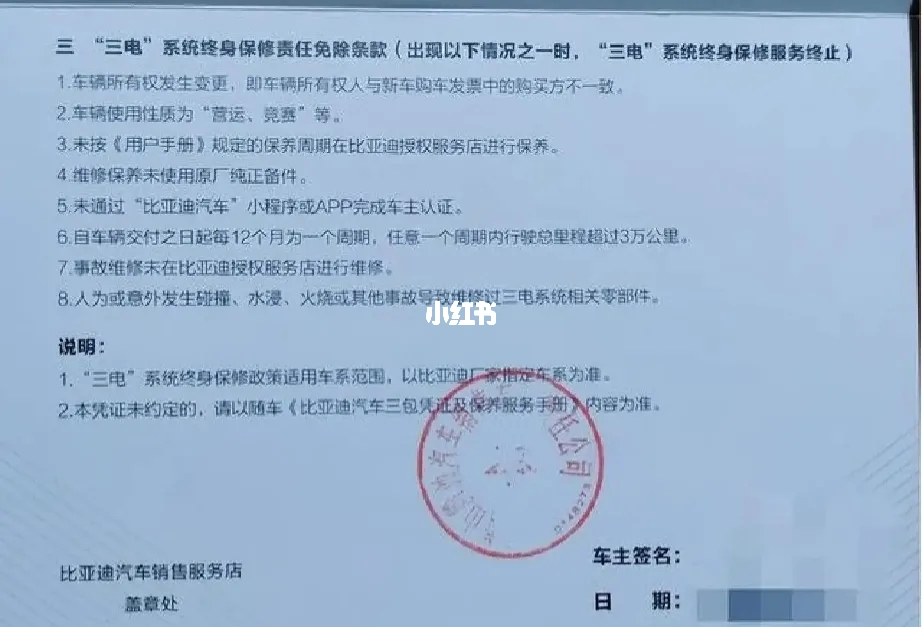 三 “三电”系统终身保修责任免除条款（出现以下情况之一时，“三电”系统终身保修服务终止）
1.车辆所有权发生变更，即车辆所有权人与新车购车发票中的购买方不一致。
2.车辆使用性质为“营运、竞赛”等。
3.未按《用户手册》规定的保养周期在比亚迪授权服务店进行保养。
4.维修保养未使用原厂纯正备件。
5.未通过“比亚迪汽车”小程序或APP完成车主认证。
6.自车辆交付之日起每12个月为一个周期，任意一个周期内行驶总里程超过3万公里。
7.事故维修未在比亚迪授权服务店进行维修。
8.人为或意外发生碰撞、水浸、火烧或其他事故导致维修过三电系统相关零部件。
小红书
说明：
1.“三电”系统终身保修政策适用车系范围，以比亚迪厂家指定车系为准。
2.本凭证未约定的，请以随车《比亚迪汽车三包凭证及保养服务手册》内容为准。
汽车 责任公司
0148275
比亚迪汽车销售服务店
盖章处
车主签名：
日 期：